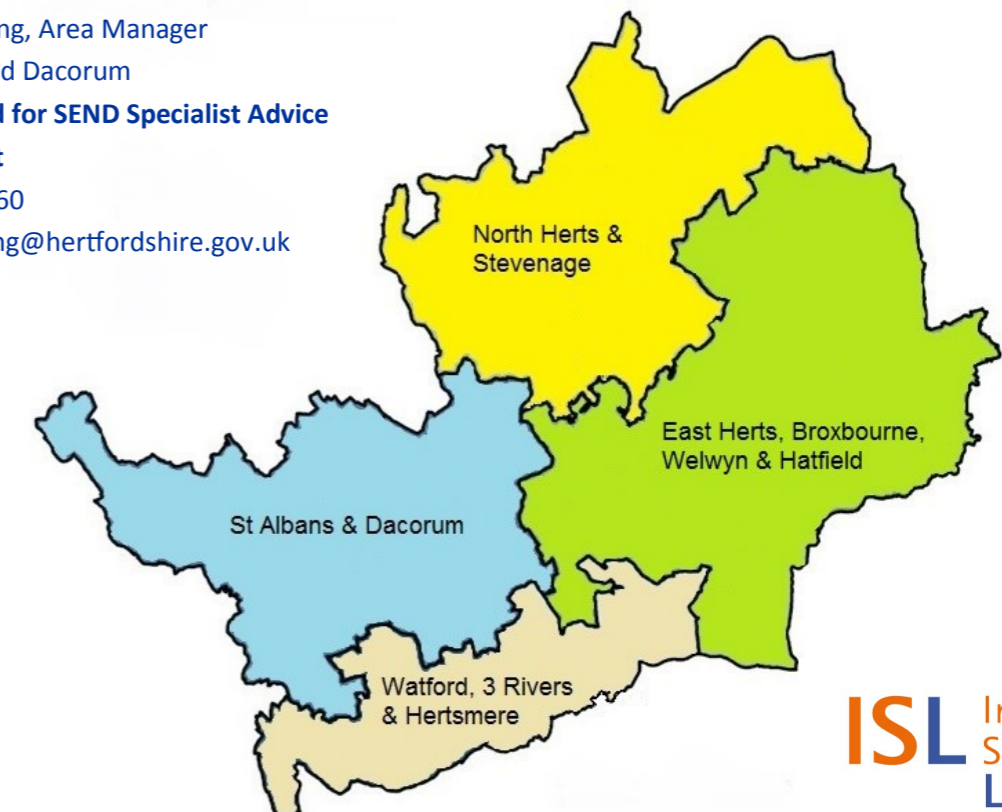 ng, Area Manager
d Dacorum
d for SEND Specialist Advice
t
60
ng@hertfordshire.gov.uk
North Herts &
Stevenage
East Herts, Broxbourne,
Welwyn & Hatfield
St Albans & Dacorum
Watford, 3 Rivers
& Hertsmere
ISL
In
S
L